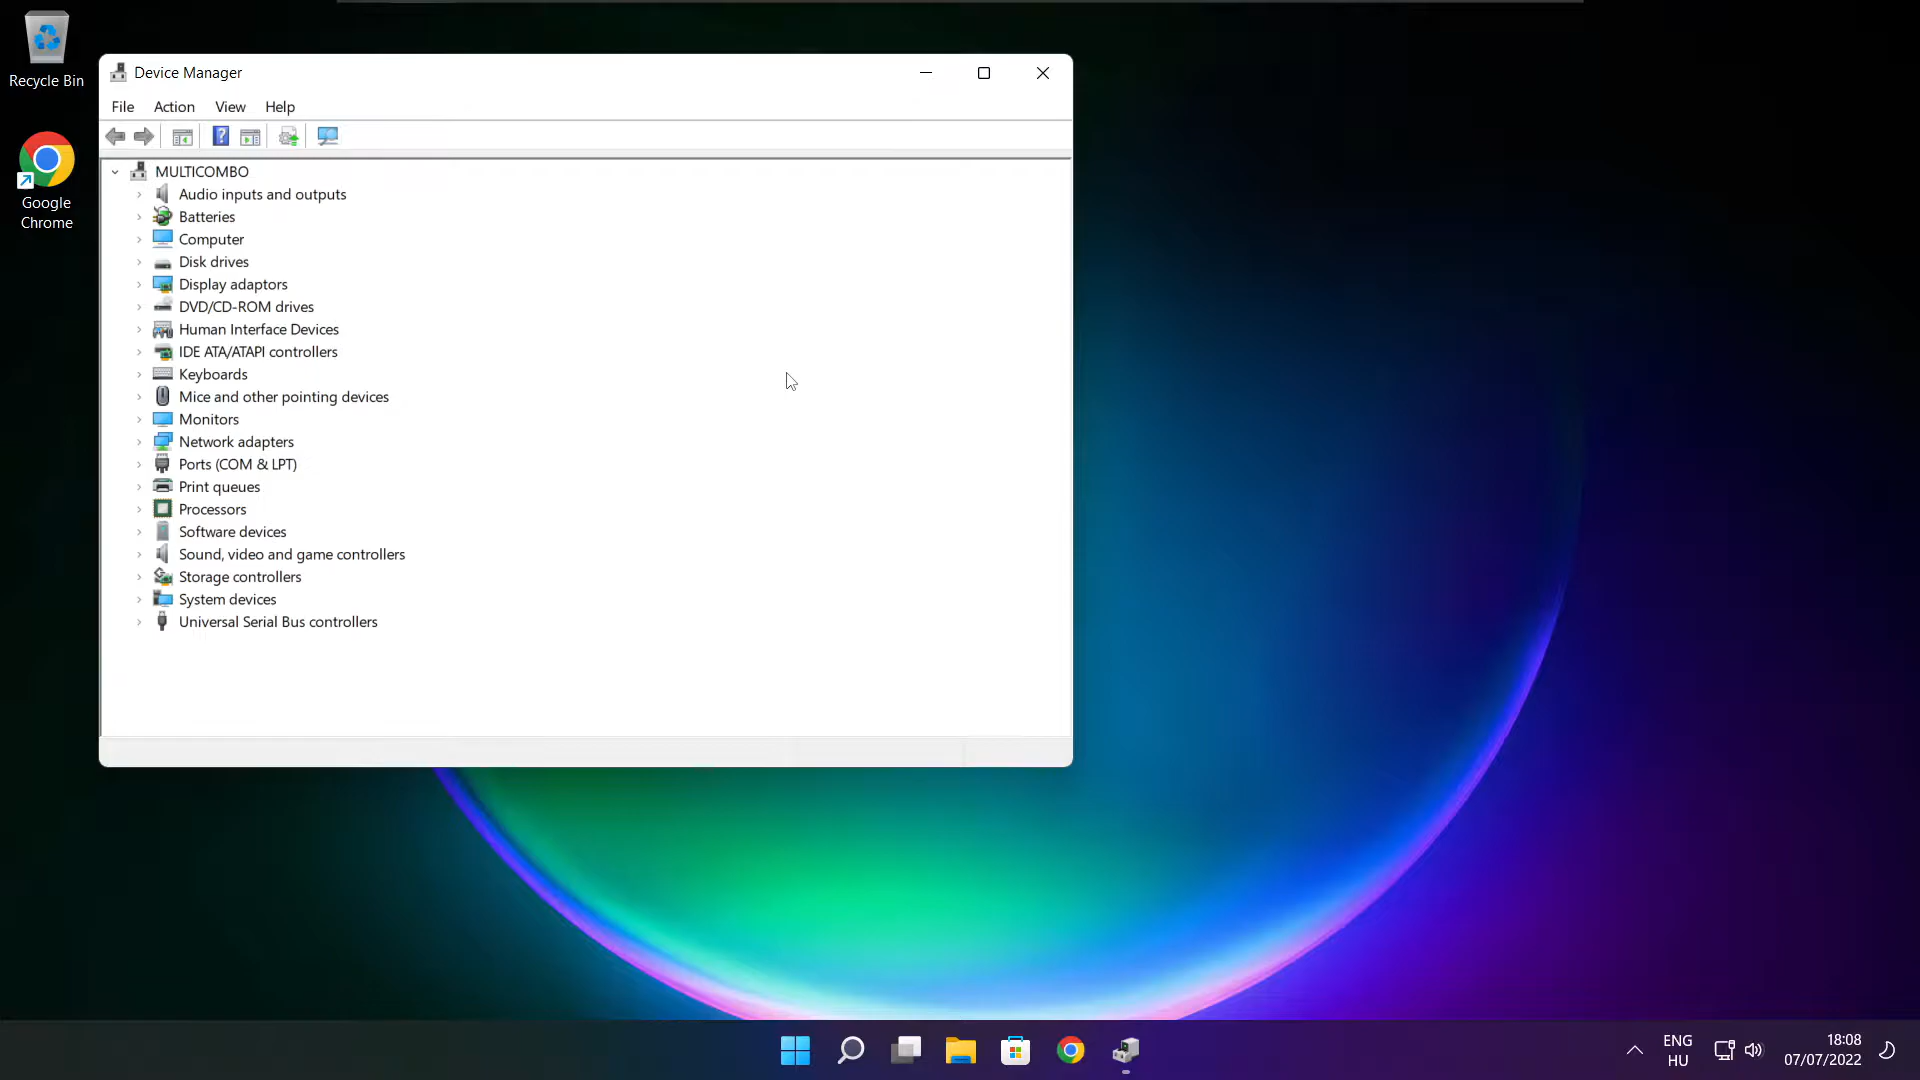 Recycle Bin
Google
Chrome
Device Manager
File Action View Help
MULTICOMBO
Audio inputs and outputs
Batteries
Computer
Disk drives
Display adaptors
DVD/CD-ROM drives
Human Interface Devices
IDE ATA/ATAPI controllers
Keyboards
Mice and other pointing devices
Monitors
Network adapters
Ports (COM & LPT)
Print queues
Processors
Software devices
Sound, video and game controllers
Storage controllers
System devices
Universal Serial Bus controllers
ENG
HU
18:08
07/07/2022